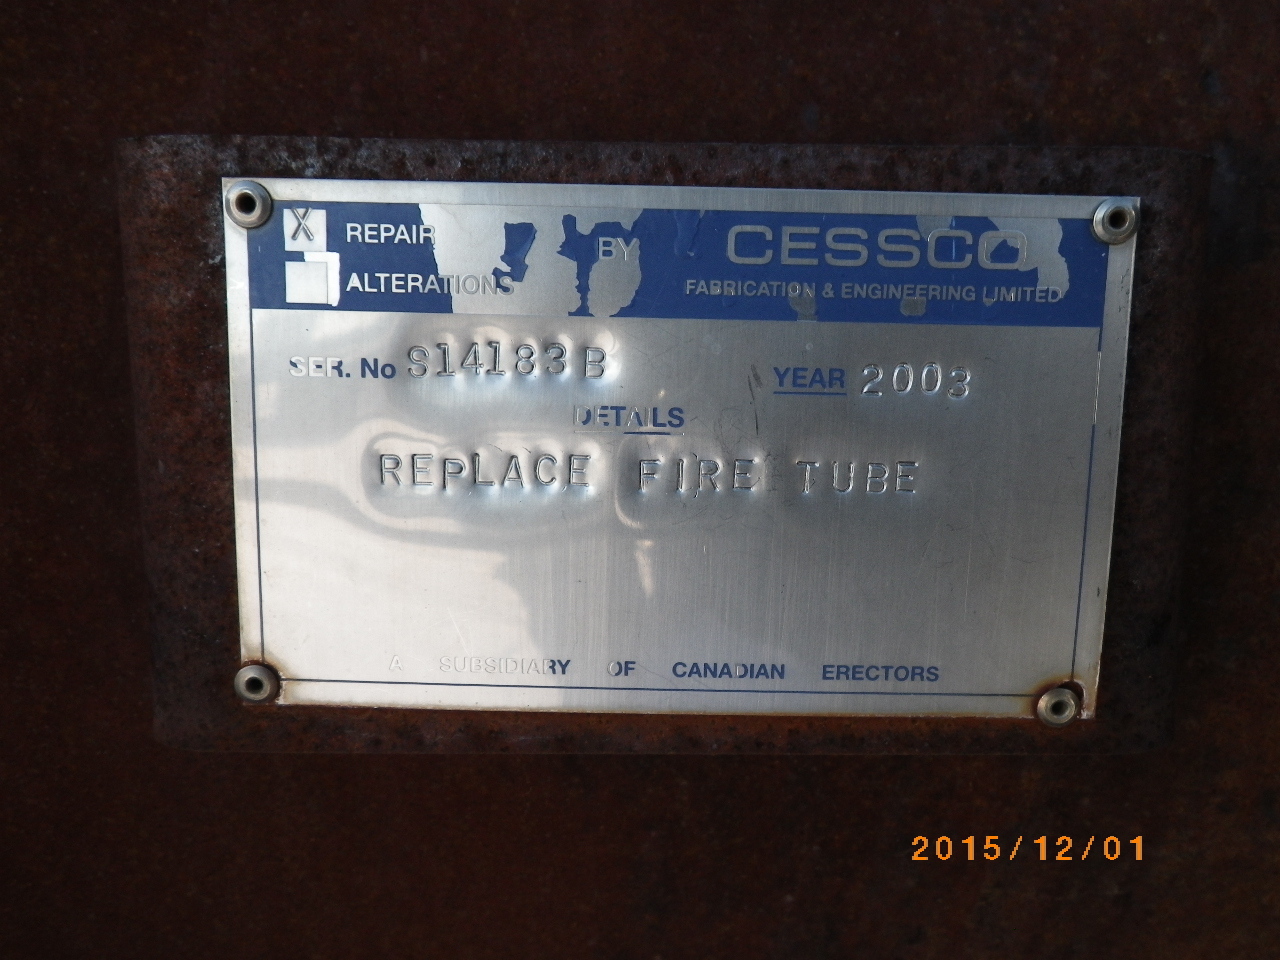 X REPAIR BY CESSCO
ALTERATIONS FABRICATION & ENGINEERING LIMITED
SER. No S14183B YEAR 2003
DETAILS
REPLACE FIRE TUBE
A SUBSIDIARY OF CANADIAN ERECTORS
2015/12/01